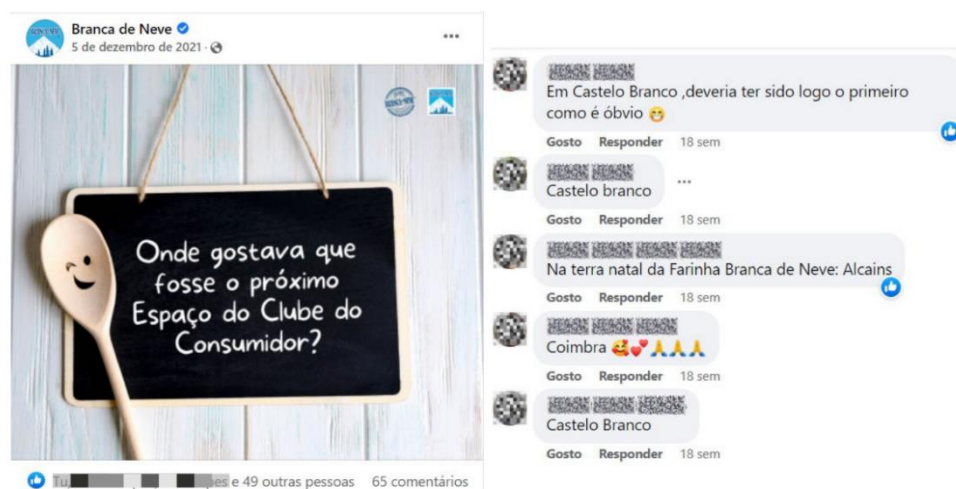 Branca de Neve
5 de dezembro de 2021
Onde gostava que
fosse o próximo
Espaço do Clube do
Consumidor?
e 49 outras pessoas 65 comentários
Em Castelo Branco ,deveria ter sido logo o primeiro
como é óbvio 😁
Gosto Responder 18 sem
Castelo branco
Gosto Responder 18 sem
Na terra natal da Farinha Branca de Neve: Alcains
Gosto Responder 18 sem
Coimbra 🥰💕🙏🙏🙏
Gosto Responder 18 sem
Castelo Branco
Gosto Responder 18 sem